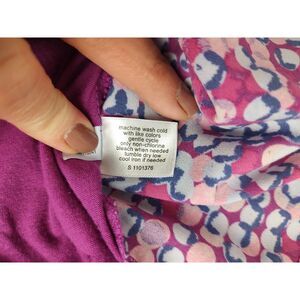 machine wash cold
with like colors
gentle cycle
only non-chlorine
bleach when needed
tumble dry low
cool iron if needed
S 1101376